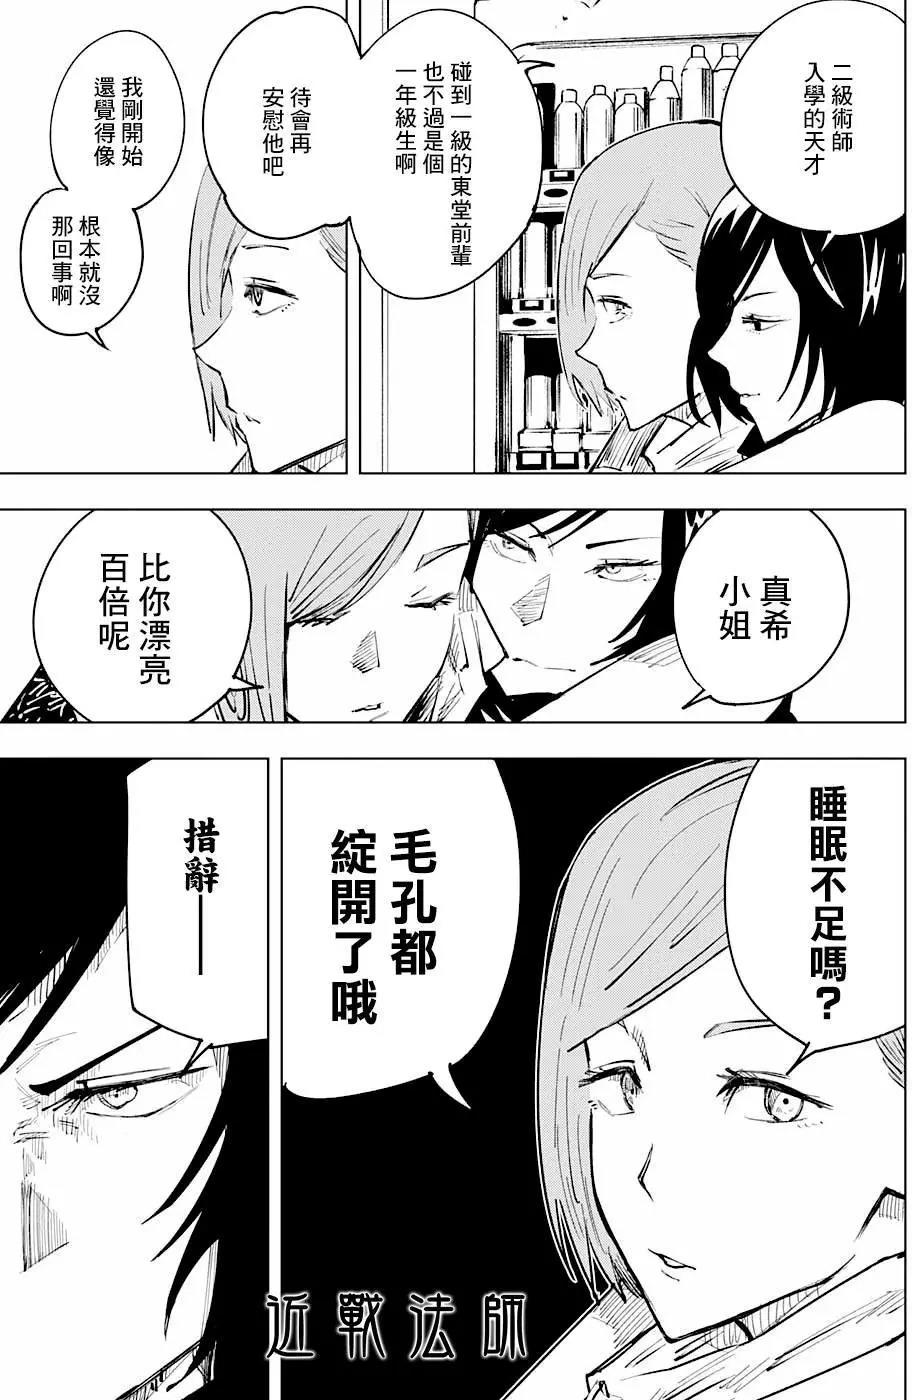 二級術師
入學的天才
碰到一級的東堂前輩
也不過是個
一年級生啊
待會再
安慰他吧
我剛開始
還覺得像
根本就沒
那回事啊
真希
小姐
比你漂亮
百倍呢
睡眠不足嗎？
毛孔都
綻開了哦
措辭——
近戰法師